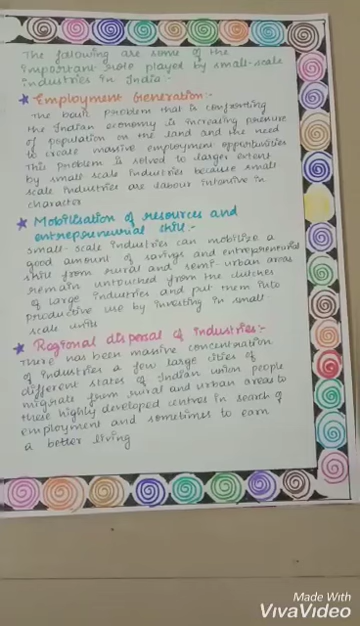 The following are some of the
important role played by small-scale
industries in India:-
★ Employment Generation:-
The basic problem that is confronting
the Indian economy is increasing pressure
of population on the land and the need
to create massive employment opportunities
This problem is solved to larger extent
by small scale industries because small
scale industries are labour intensive in
character
★ Mobilisation of resources and
entrepreneurial skill:-
Small-scale industries can mobilize a
good amount of savings and entrepreneurial
skill from rural and semi-urban areas
remain untouched from the clutches
of large industries and put them into
productive use by investing in small
scale units
★ Regional dispersal of industries:-
There has been massive concentration
of industries a few large cities of
different states of Indian union people
migrate from rural and urban areas to
these highly developed centres in search of
employment and sometimes to earn
a better living
Made With
VivaVideo